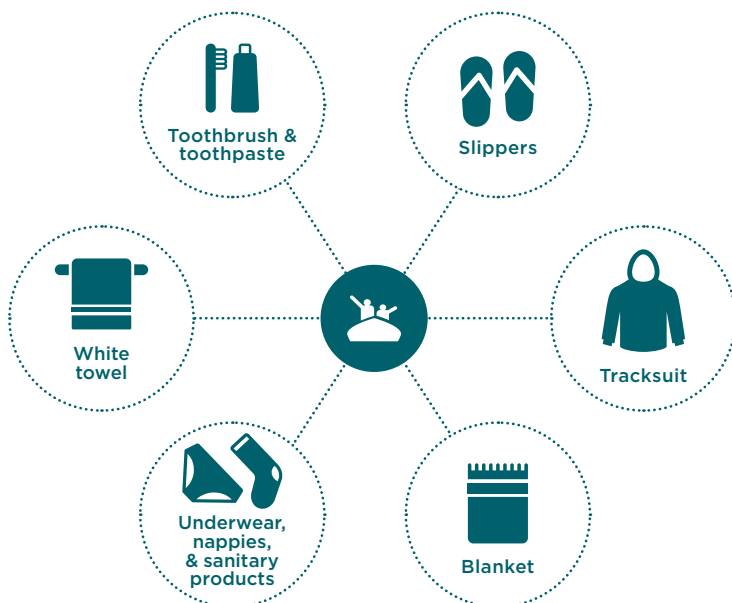 Toothbrush &
toothpaste
Slippers
White
towel
Tracksuit
Underwear,
nappies,
& sanitary
products
Blanket